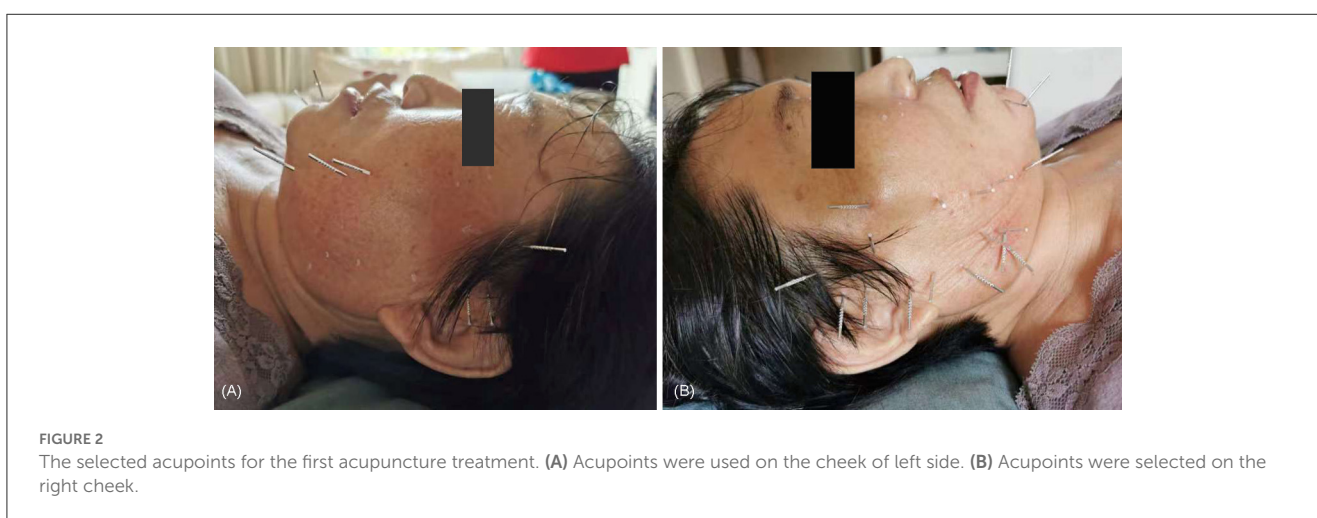 (A)
(B)
FIGURE 2
The selected acupoints for the first acupuncture treatment. (A) Acupoints were used on the cheek of left side. (B) Acupoints were selected on the
right cheek.